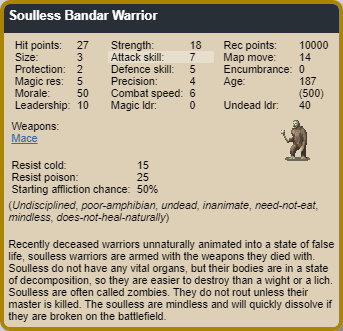 Soulless Bandar Warrior
Hit points: 27 Strength: 18 Rec points: 10000
Size: 3 Attack skill: 7 Map move: 14
Protection: 2 Defence skill: 5 Encumbrance: 0
Magic res: 5 Precision: 4 Age: 187
Morale: 50 Combat speed: 6 (500)
Leadership: 10 Magic ldr: 0 Undead ldr: 40
Weapons:
Mace
Resist cold: 15
Resist poison: 25
Starting affliction chance: 50%
(Undisciplined, poor-amphibian, undead, inanimate, need-not-eat,
mindless, does-not-heal-naturally)
Recently deceased warriors unnaturally animated into a state of false
life, soulless warriors are armed with the weapons they died with.
Soulless do not have any vital organs, but their bodies are in a state
of decomposition, so they are easier to destroy than a wight or a lich.
Soulless are often called zombies. They do not rout unless their
master is killed. The soulless are mindless and will quickly dissolve if
they are broken on the battlefield.